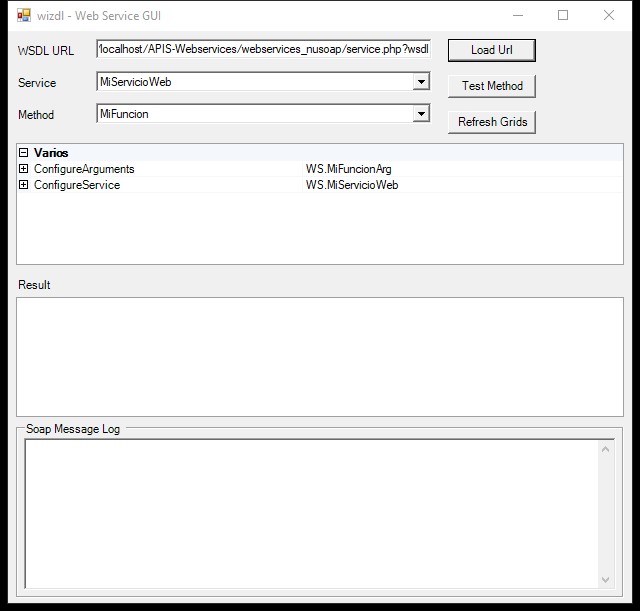 wizdl - Web Service GUI
WSDL URL
localhost/APIS-Webservices/webservices_nusoap/service.php?wsdl
Load Url
Service
MiServicioWeb
Test Method
Method
MiFuncion
Refresh Grids
Varios
ConfigureArguments WS.MiFuncionArg
ConfigureService WS.MiServicioWeb
Result
Soap Message Log